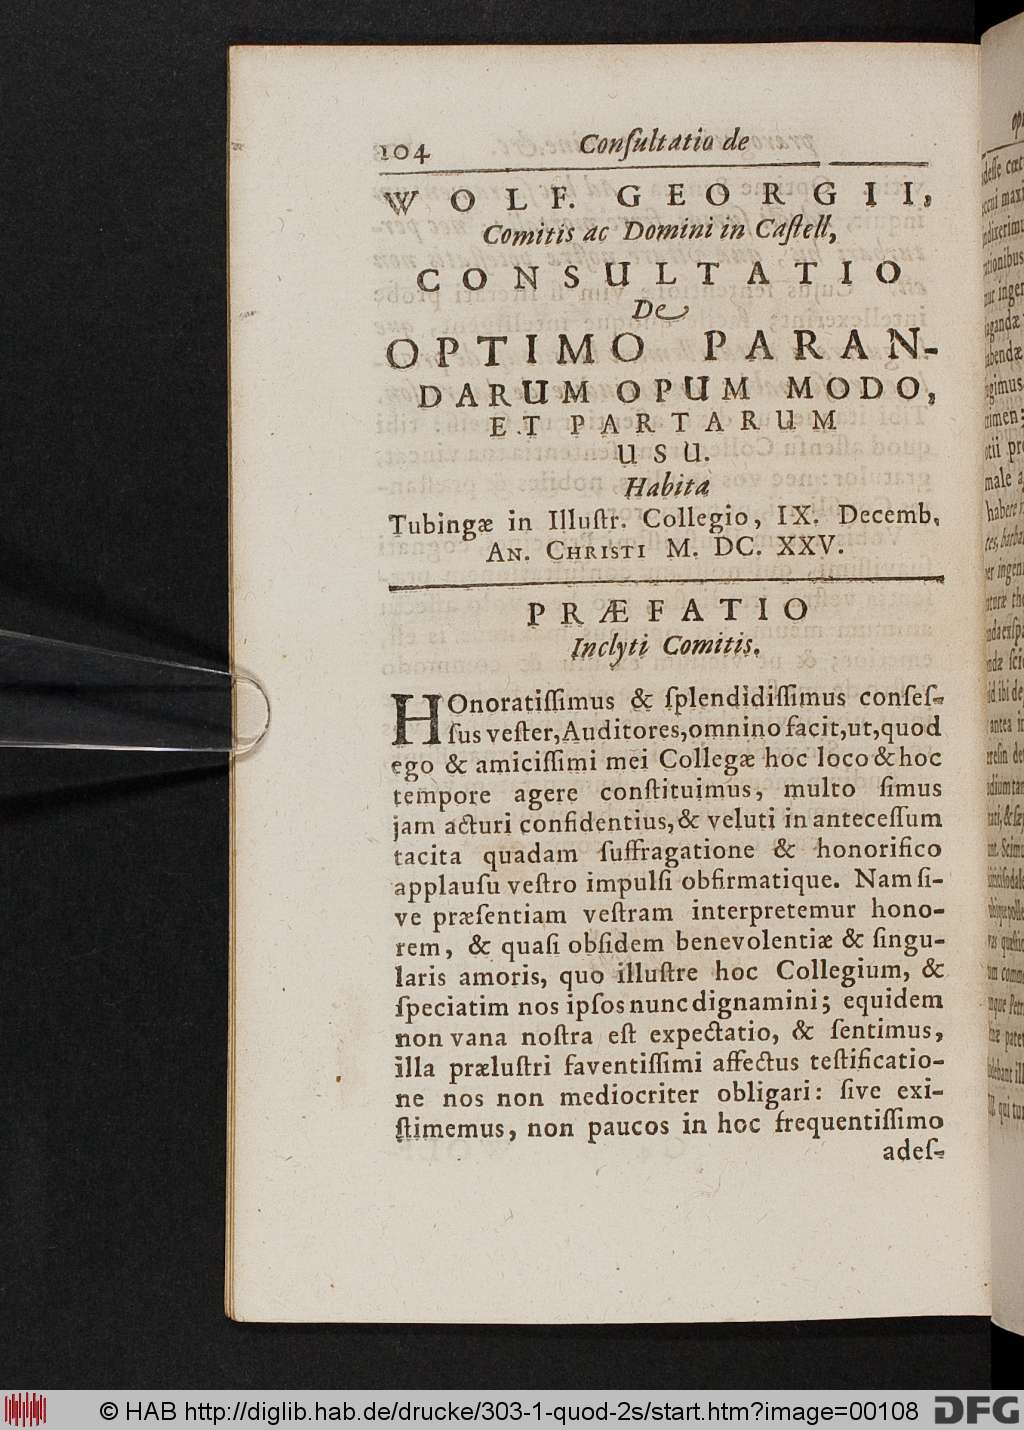 104 Conſultatio de
WOLF. GEORGII,
Comitis ac Domini in Caſtell,
CONSULTATIO
De
OPTIMO PARAN-
DARUM OPUM MODO,
ET PARTARUM
USU.
Habita
Tubingæ in Illuſtr. Collegio, IX. Decemb.
AN. CHRISTI M. DC. XXV.
PRÆFATIO
Inclyti Comitis.
HOnoratiſſimus & ſplendidiſſimus conſeſ-
ſus veſter, Auditores, omnino facit, ut, quod
ego & amiciſſimi mei Collegæ hoc loco & hoc
tempore agere conſtituimus, multo ſimus
jam acturi confidentius, & veluti in anteceſſum
tacita quadam ſuffragatione & honorifico
applauſu veſtro impulſi obfirmatique. Nam ſi-
ve præſentiam veſtram interpretemur hono-
rem, & quaſi obſidem benevolentiæ & ſingu-
laris amoris, quo illuſtre hoc Collegium, &
ſpeciatim nos ipſos nunc dignamini; equidem
non vana noſtra eſt expectatio, & ſentimus,
illa præluſtri faventiſſimi affectus teſtificatio-
ne nos non mediocriter obligari: ſive exi-
ſtimemus, non paucos in hoc frequentiſſimo
adeſ-
© HAB http://diglib.hab.de/drucke/303-1-quod-2s/start.htm?image=00108
DFG